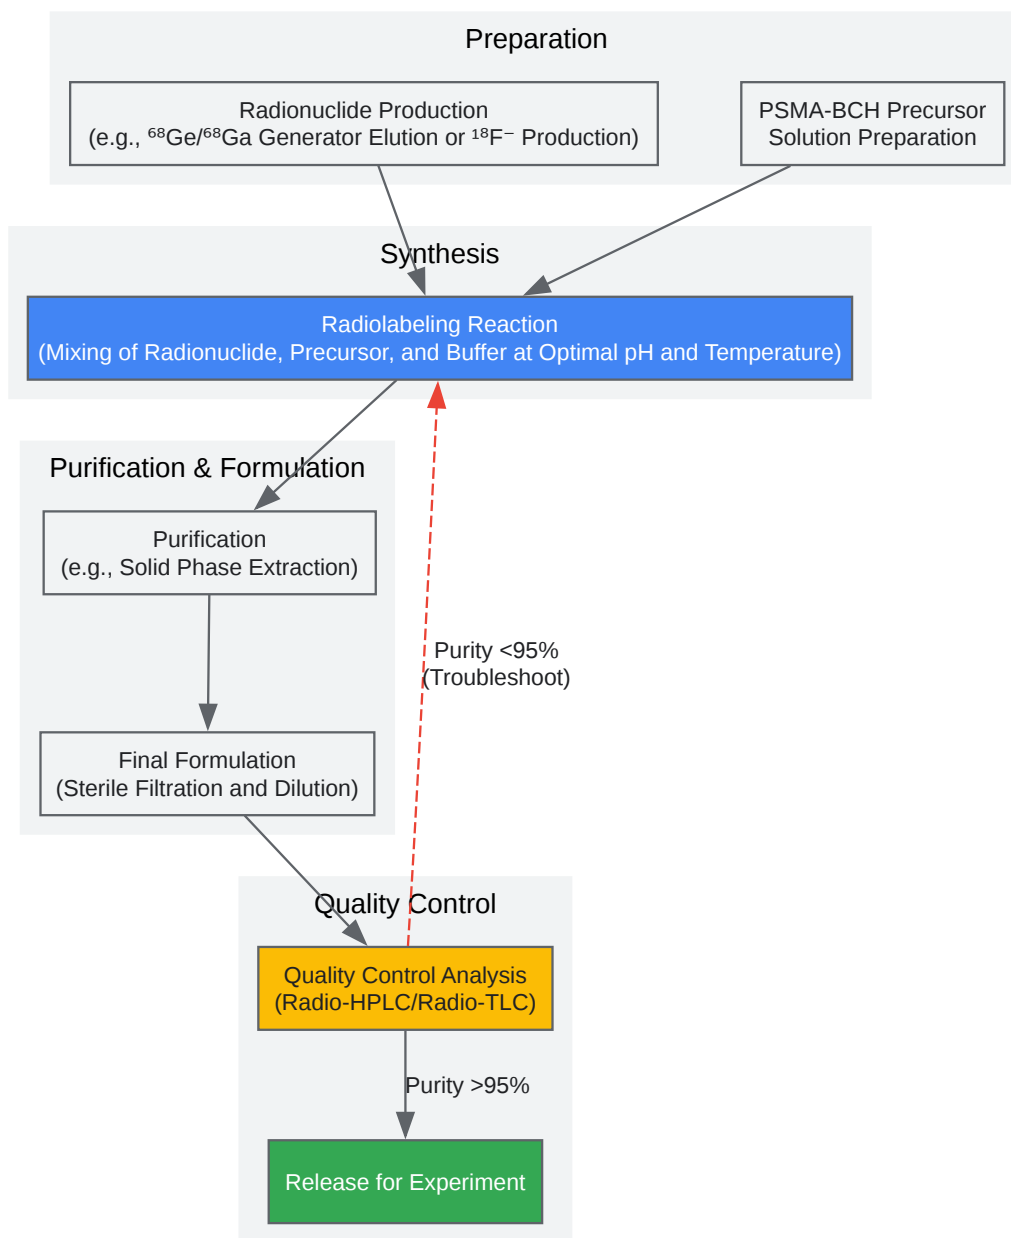 Preparation
Radionuclide Production
(e.g., ⁶⁸Ge/⁶⁸Ga Generator Elution or ¹⁸F⁻ Production)
PSMA-BCH Precursor
Solution Preparation
Synthesis
Radiolabeling Reaction
(Mixing of Radionuclide, Precursor, and Buffer at Optimal pH and Temperature)
Purification & Formulation
Purification
(e.g., Solid Phase Extraction)
Purity <95%
(Troubleshoot)
Final Formulation
(Sterile Filtration and Dilution)
Quality Control
Quality Control Analysis
(Radio-HPLC/Radio-TLC)
Purity >95%
Release for Experiment